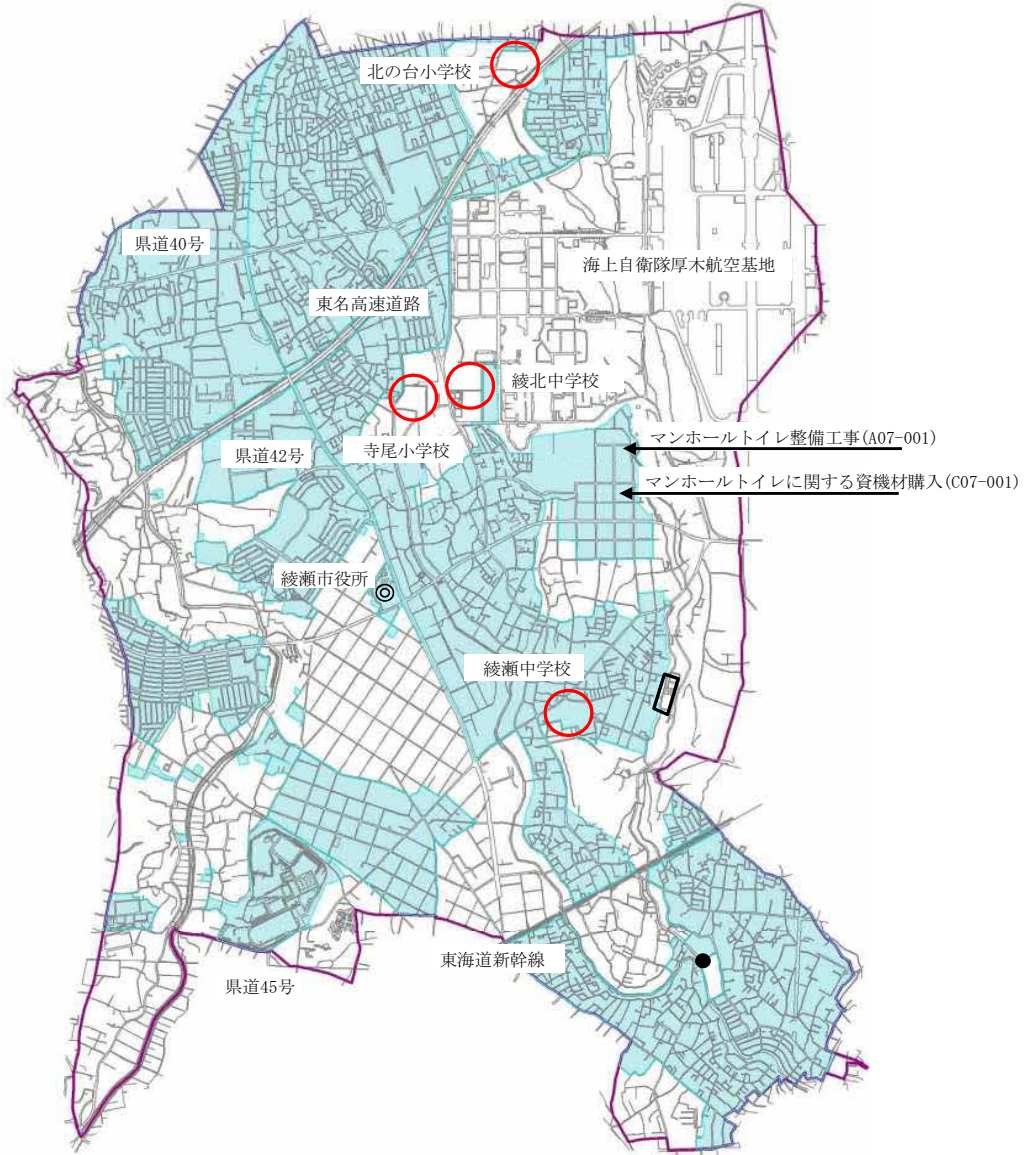 北の台小学校
県道40号
海上自衛隊厚木航空基地
東名高速道路
綾北中学校
寺尾小学校
県道42号
マンホールトイレ整備工事(A07-001)
マンホールトイレに関する資機材購入(C07-001)
綾瀬市役所
綾瀬中学校
東海道新幹線
県道45号